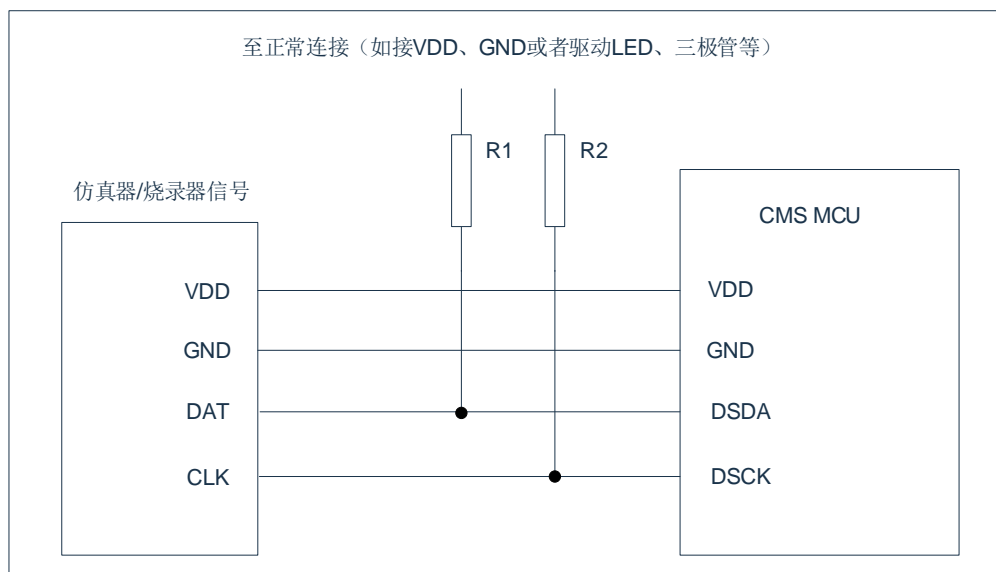 至正常连接（如接VDD、GND或者驱动LED、三极管等）
R1
R2
仿真器/烧录器信号
CMS MCU
VDD
VDD
GND
GND
DAT
DSDA
CLK
DSCK